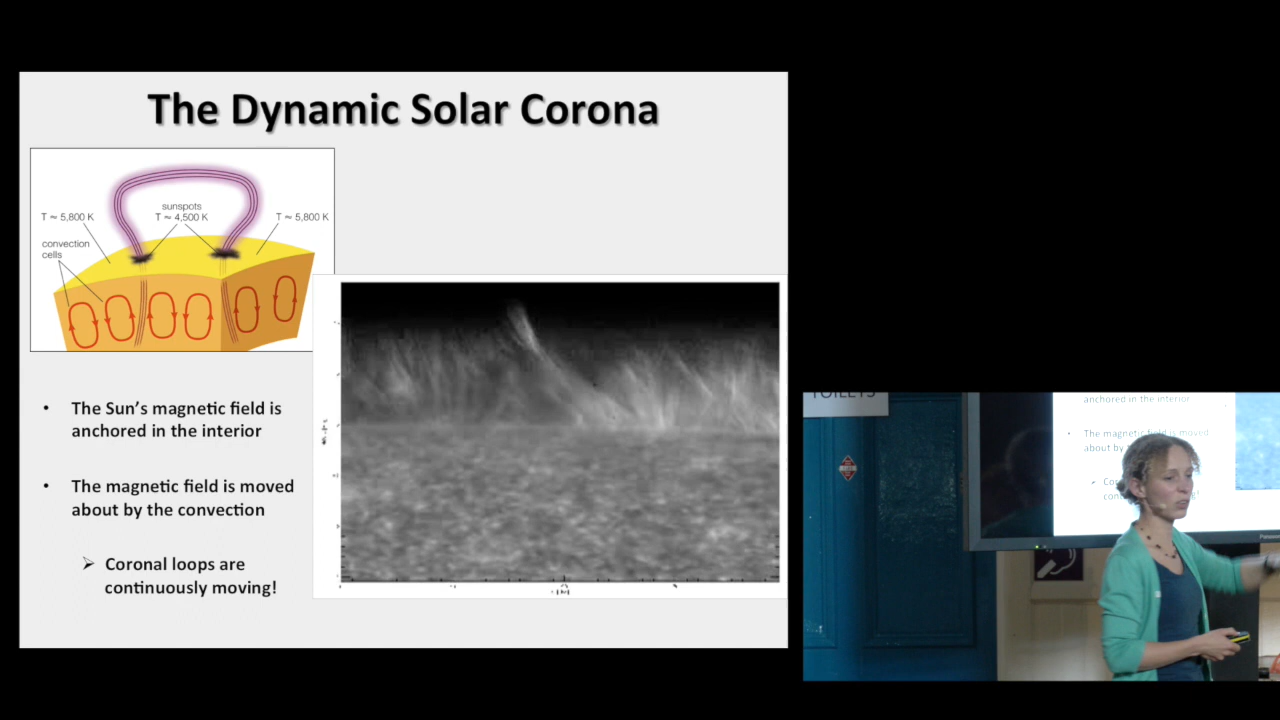 The Dynamic Solar Corona
sunspots
T ≈ 5,800 K
T ≈ 4,500 K
T ≈ 5,800 K
convection
cells
• The Sun’s magnetic field is
anchored in the interior
• The magnetic field is moved
about by the convection
➢ Coronal loops are
continuously moving!
TOILETS
anchored in the interior
• The magnetic field is moved
about by